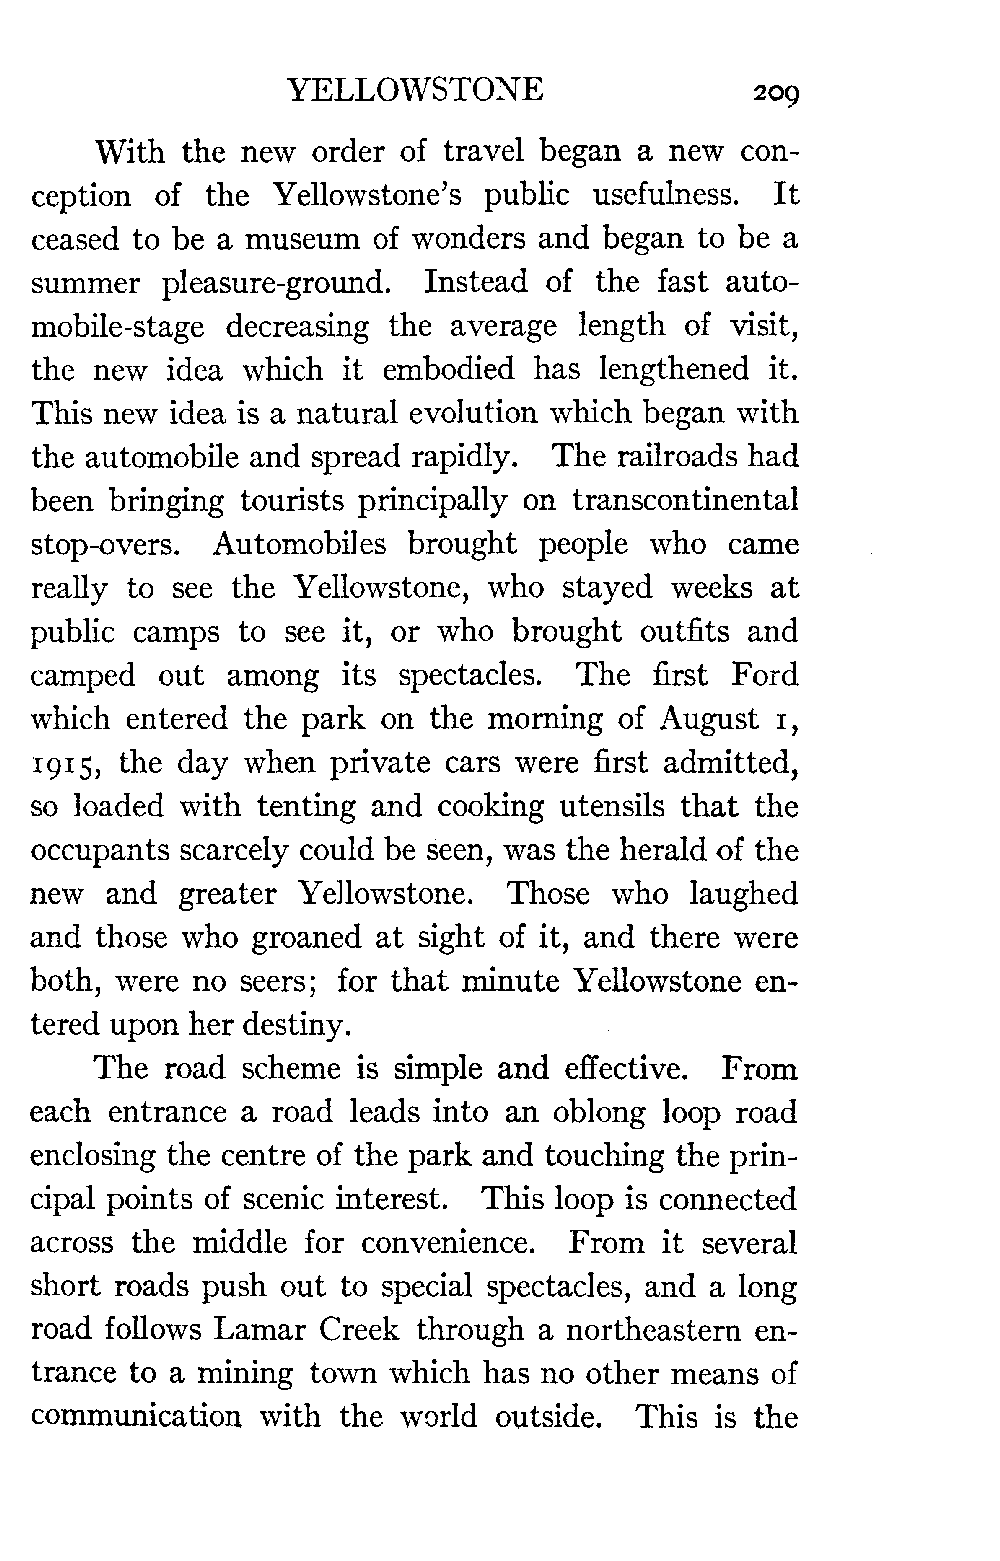 YELLOWSTONE 209
With the new order of travel began a new con-
ception of the Yellowstone's public usefulness. It
ceased to be a museum of wonders and began to be a
summer pleasure-ground. Instead of the fast auto-
mobile-stage decreasing the average length of visit,
the new idea which it embodied has lengthened it.
This new idea is a natural evolution which began with
the automobile and spread rapidly. The railroads had
been bringing tourists principally on transcontinental
stop-overs. Automobiles brought people who came
really to see the Yellowstone, who stayed weeks at
public camps to see it, or who brought outfits and
camped out among its spectacles. The first Ford
which entered the park on the morning of August 1,
1915, the day when private cars were first admitted,
so loaded with tenting and cooking utensils that the
occupants scarcely could be seen, was the herald of the
new and greater Yellowstone. Those who laughed
and those who groaned at sight of it, and there were
both, were no seers; for that minute Yellowstone en-
tered upon her destiny.
The road scheme is simple and effective. From
each entrance a road leads into an oblong loop road
enclosing the centre of the park and touching the prin-
cipal points of scenic interest. This loop is connected
across the middle for convenience. From it several
short roads push out to special spectacles, and a long
road follows Lamar Creek through a northeastern en-
trance to a mining town which has no other means of
communication with the world outside. This is the